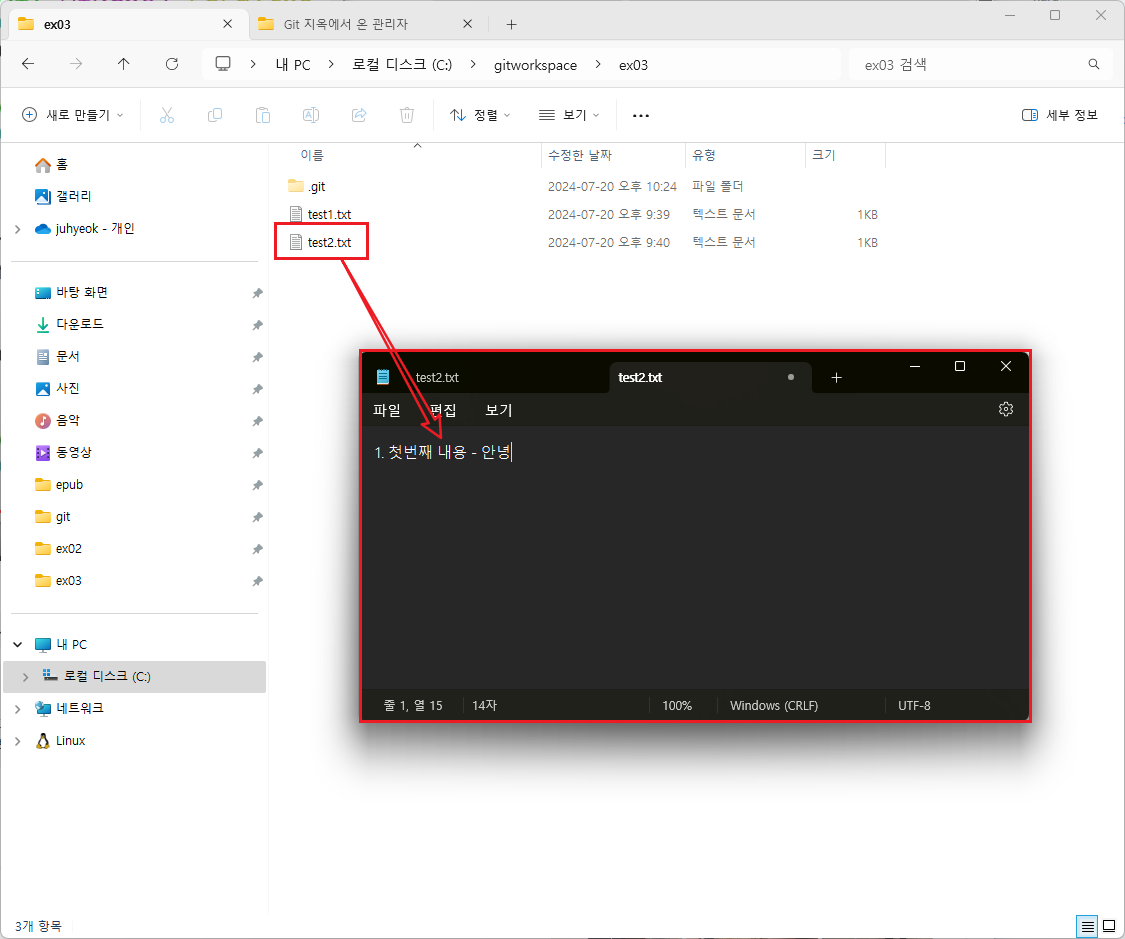 ex03
Git 지옥에서 온 관리자
내 PC
로컬 디스크 (C:)
gitworkspace
ex03
ex03 검색
새로 만들기
정렬
보기
세부 정보
이름
수정한 날짜
유형
크기
.git
2024-07-20 오후 10:24
파일 폴더
test1.txt
2024-07-20 오후 9:39
텍스트 문서
1KB
test2.txt
2024-07-20 오후 9:40
텍스트 문서
1KB
홈
갤러리
juhyeok - 개인
바탕 화면
다운로드
문서
사진
음악
동영상
epub
git
ex02
ex03
내 PC
로컬 디스크 (C:)
네트워크
Linux
test2.txt
test2.txt
파일
편집
보기
1. 첫번째 내용 - 안녕
줄 1, 열 15
14자
100%
Windows (CRLF)
UTF-8
3개 항목